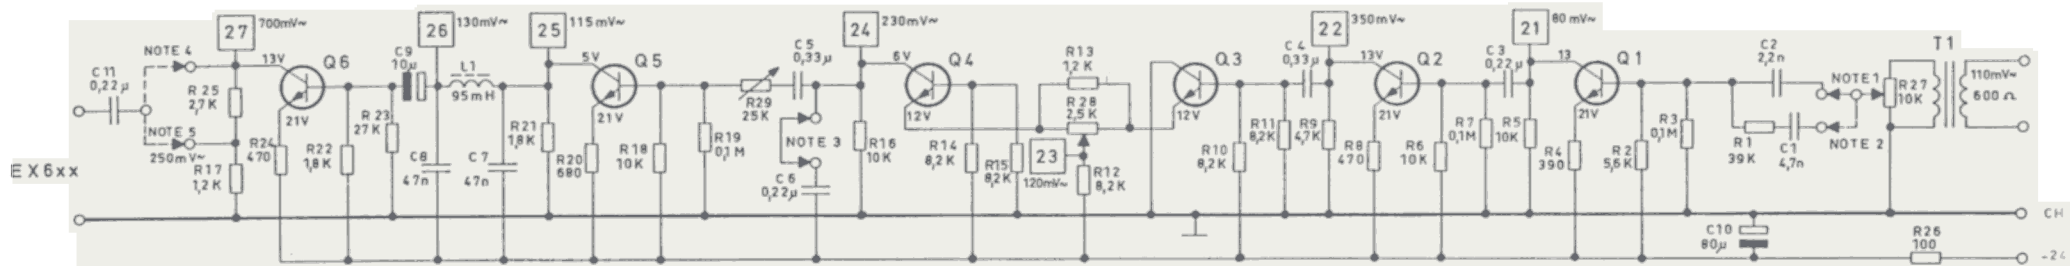 27
700mV~
NOTE 4
C11
0,22µ
R25
2,7K
NOTE 5
250mV~
R17
1,2K
EX6xx
13V
Q6
21V
R24
470
R22
1,8K
R23
27K
C9
10µ
26
130mV~
L1
95mH
C8
47n
C7
47n
25
115mV~
5V
Q5
21V
R21
1,8K
R20
680
R18
10K
R19
0,1M
R29
25K
C5
0,33µ
NOTE 3
C6
0,22µ
24
230mV~
6V
Q4
12V
R16
10K
R14
8,2K
R15
8,2K
R13
1,2K
R28
2,5K
23
120mV~
R12
8,2K
Q3
12V
R10
8,2K
R11
8,2K
C4
0,33µ
R9
4,7K
22
350mV~
13V
Q2
21V
R8
470
R6
10K
R7
0,1M
C3
0,22µ
R5
10K
21
80mV~
13
Q1
21V
R4
390
R2
5,6K
R3
0,1M
C2
2,2n
R1
39K
C1
4,7n
NOTE 1
NOTE 2
R27
10K
T1
110mV~
600Ω
C10
80µ
R26
100
CH
-24